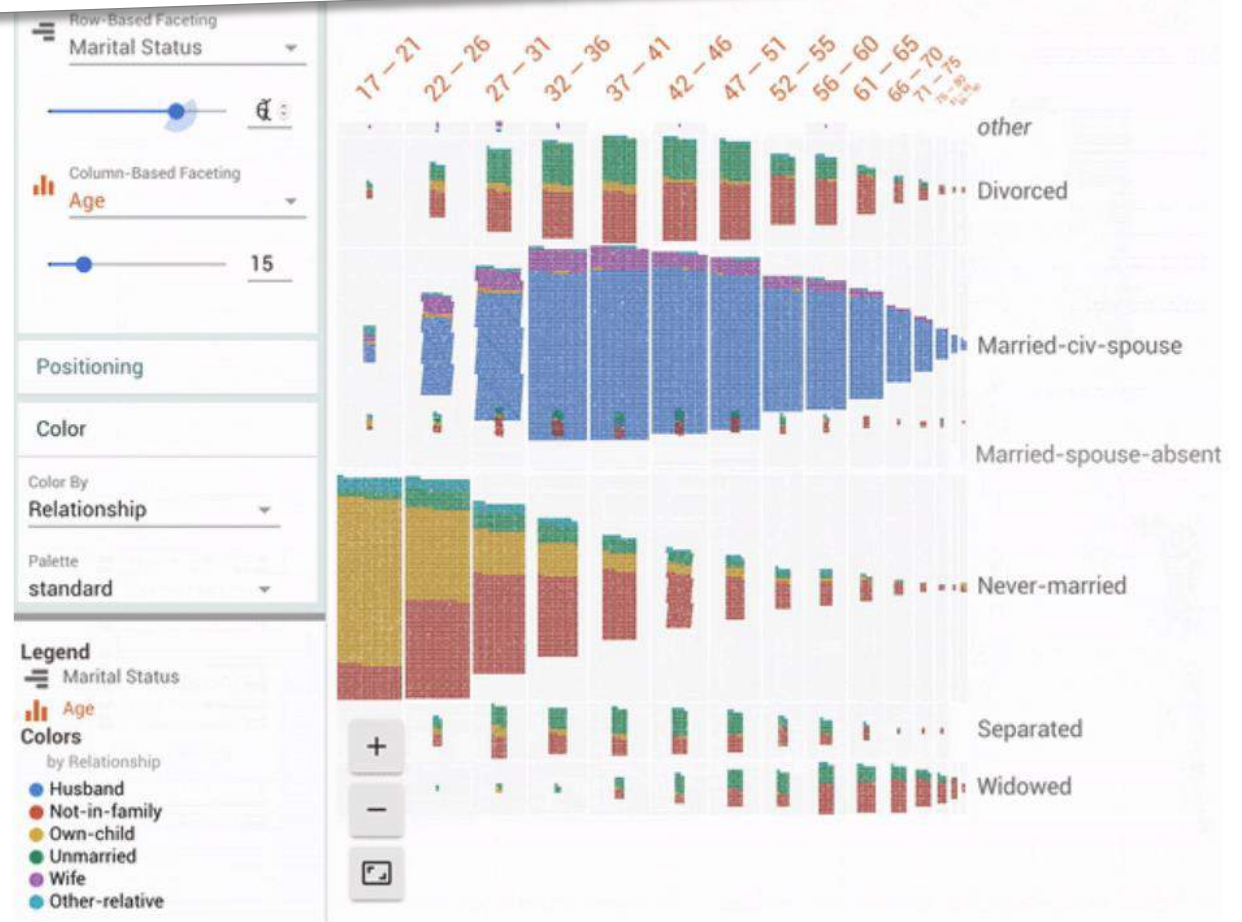 Row-Based Faceting
Marital Status
6
Column-Based Faceting
Age
15
Positioning
Color
Color By
Relationship
Palette
standard
Legend
Marital Status
Age
Colors
by Relationship
Husband
Not-in-family
Own-child
Unmarried
Wife
Other-relative
17 – 21
22 – 26
27 – 31
32 – 36
37 – 41
42 – 46
47 – 51
52 – 55
56 – 60
61 – 65
66 – 70
71 – 75
other
Divorced
Married-civ-spouse
Married-spouse-absent
Never-married
Separated
Widowed